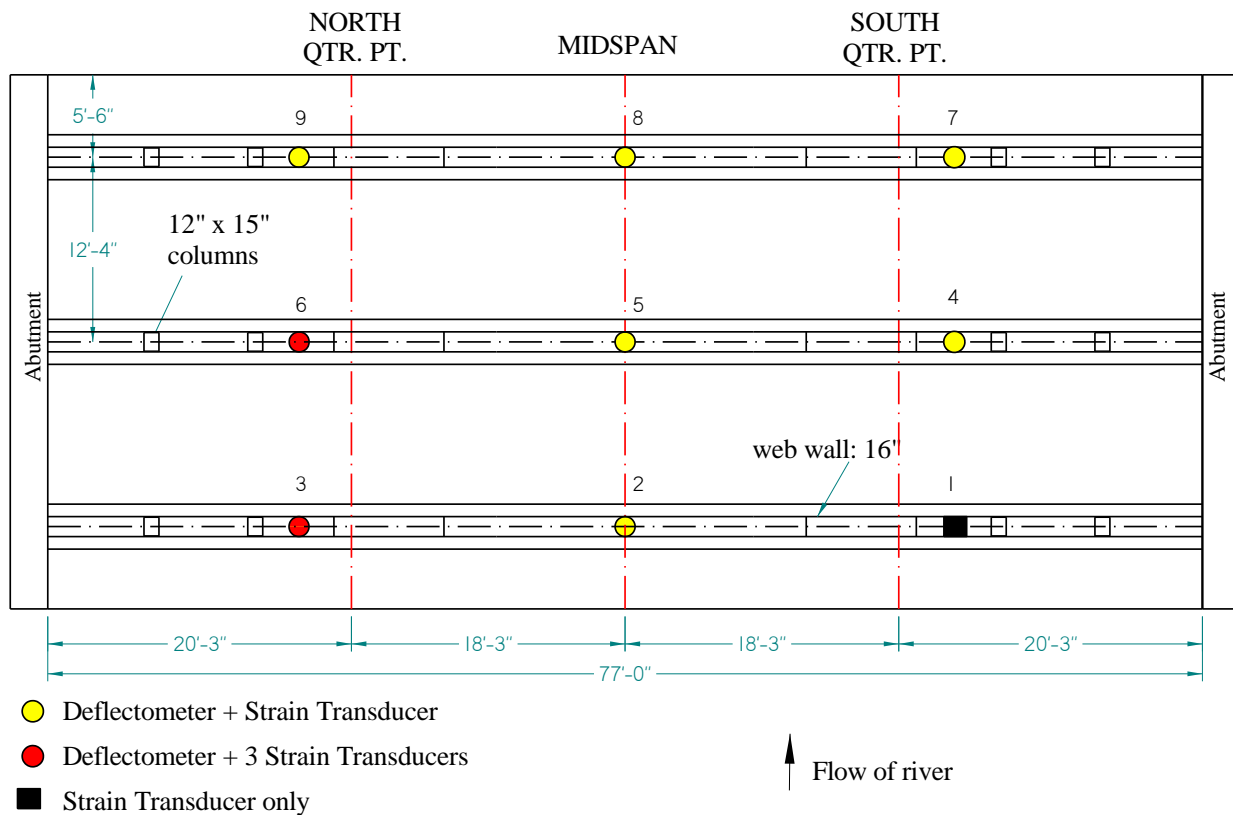 NORTH
QTR. PT.
MIDSPAN
SOUTH
QTR. PT.
5'-6"
9
8
7
12'-4"
12" x 15"
columns
6
5
4
Abutment
Abutment
web wall: 16"
3
2
1
20'-3"
18'-3"
18'-3"
20'-3"
77'-0"
Deflectometer + Strain Transducer
Deflectometer + 3 Strain Transducers
Strain Transducer only
Flow of river